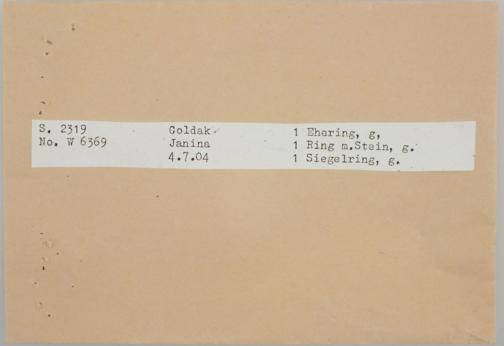 S. 2319 Goldak 1 Ehering, g,
No. W 6369 Janina 1 Ring m.Stein, g.
4.7.04 1 Siegelring, g.